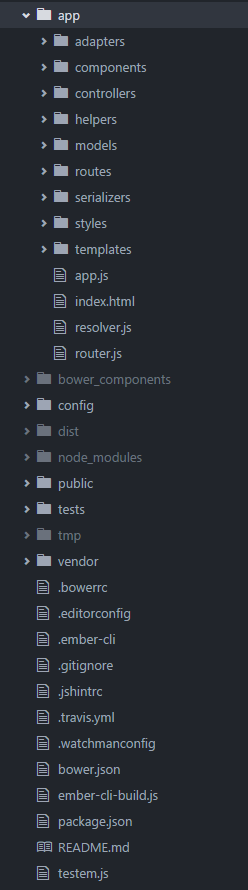 app
adapters
components
controllers
helpers
models
routes
serializers
styles
templates
app.js
index.html
resolver.js
router.js
bower_components
config
dist
node_modules
public
tests
tmp
vendor
.bowerrc
.editorconfig
.ember-cli
.gitignore
.jshintrc
.travis.yml
.watchmanconfig
bower.json
ember-cli-build.js
package.json
README.md
testem.js